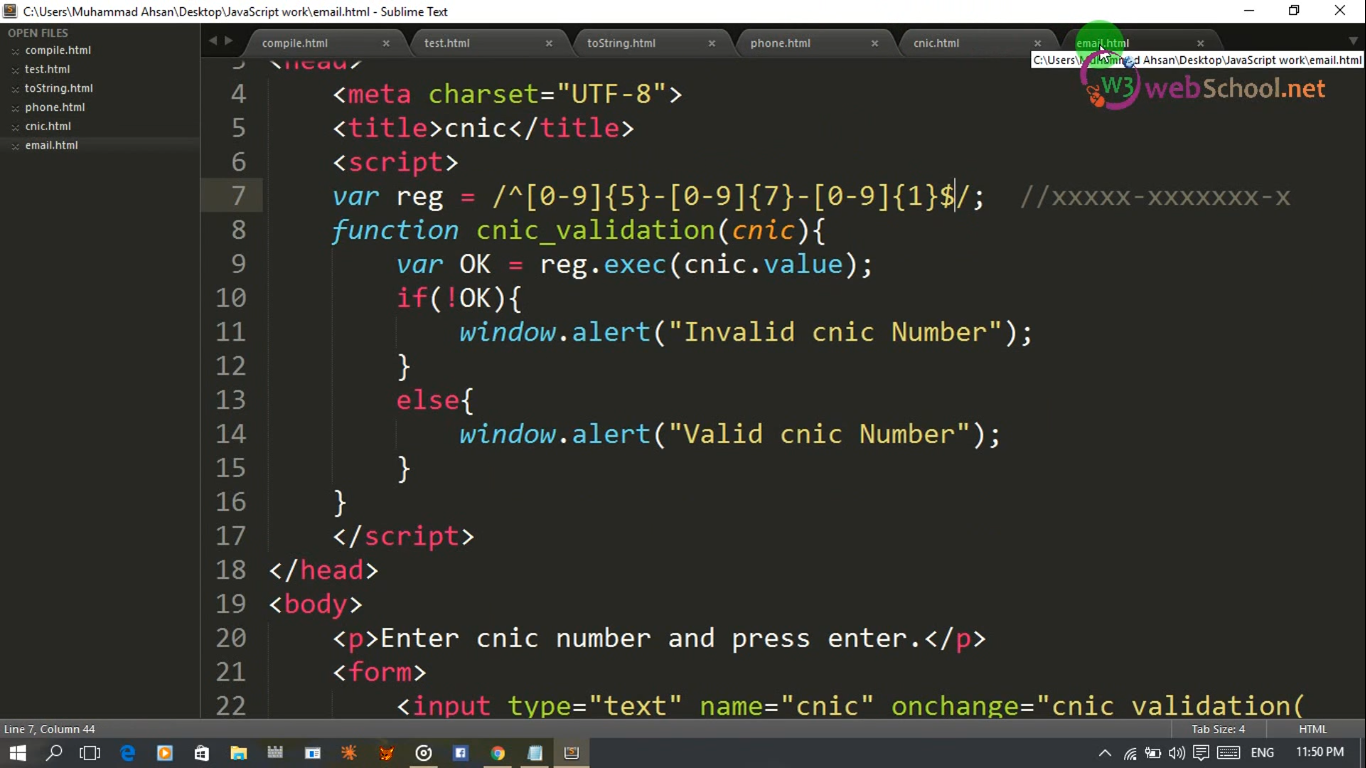 C:\Users\Muhammad Ahsan\Desktop\JavaScript work\email.html - Sublime Text
OPEN FILES
compile.html
test.html
toString.html
phone.html
cnic.html
email.html
compile.html
test.html
toString.html
phone.html
cnic.html
email.html
C:\Users\Muhammad Ahsan\Desktop\JavaScript work\email.html
W3 webSchool.net
3 <head>
4 <meta charset="UTF-8">
5 <title>cnic</title>
6 <script>
7 var reg = /^[0-9]{5}-[0-9]{7}-[0-9]{1}$/; //xxxxx-xxxxxxx-x
8 function cnic_validation(cnic){
9 var OK = reg.exec(cnic.value);
10 if(!OK){
11 window.alert("Invalid cnic Number");
12 }
13 else{
14 window.alert("Valid cnic Number");
15 }
16 }
17 </script>
18 </head>
19 <body>
20 <p>Enter cnic number and press enter.</p>
21 <form>
22 <input type="text" name="cnic" onchange="cnic_validation(
Line 7, Column 44
Tab Size: 4
HTML
ENG
11:50 PM